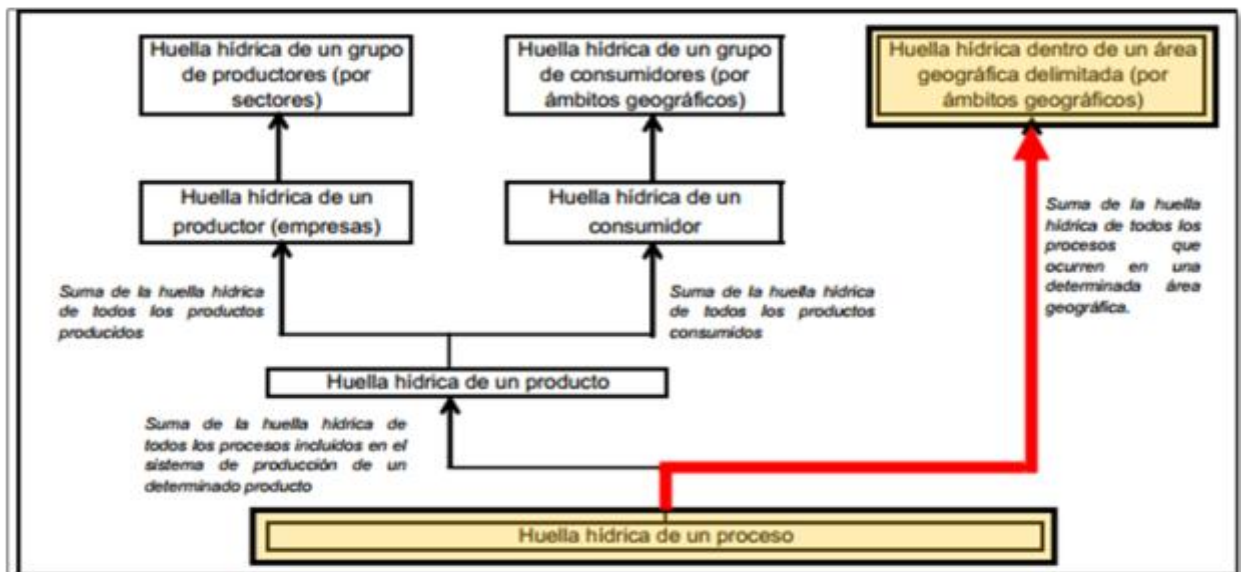 Huella hídrica de un grupo
de productores (por
sectores)
Huella hídrica de un grupo
de consumidores (por
ámbitos geográficos)
Huella hídrica dentro de un área
geográfica delimitada (por
ámbitos geográficos)
Huella hídrica de un
productor (empresas)
Huella hídrica de un
consumidor
Suma de la huella
hídrica de todos los
procesos que
ocurren en una
determinada área
geográfica.
Suma de la huella hídrica
de todos los productos
producidos
Suma de la huella hídrica
de todos los productos
consumidos
Huella hídrica de un producto
Suma de la huella hídrica de
todos los procesos incluidos en el
sistema de producción de un
determinado producto
Huella hídrica de un proceso